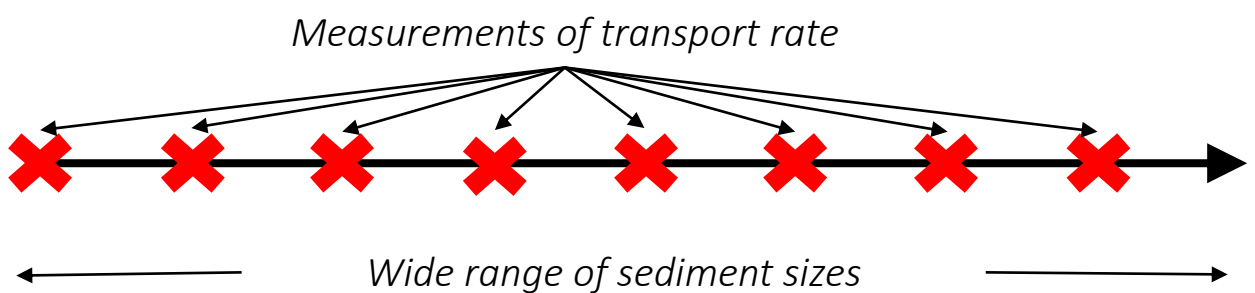 Measurements of transport rate
Wide range of sediment sizes